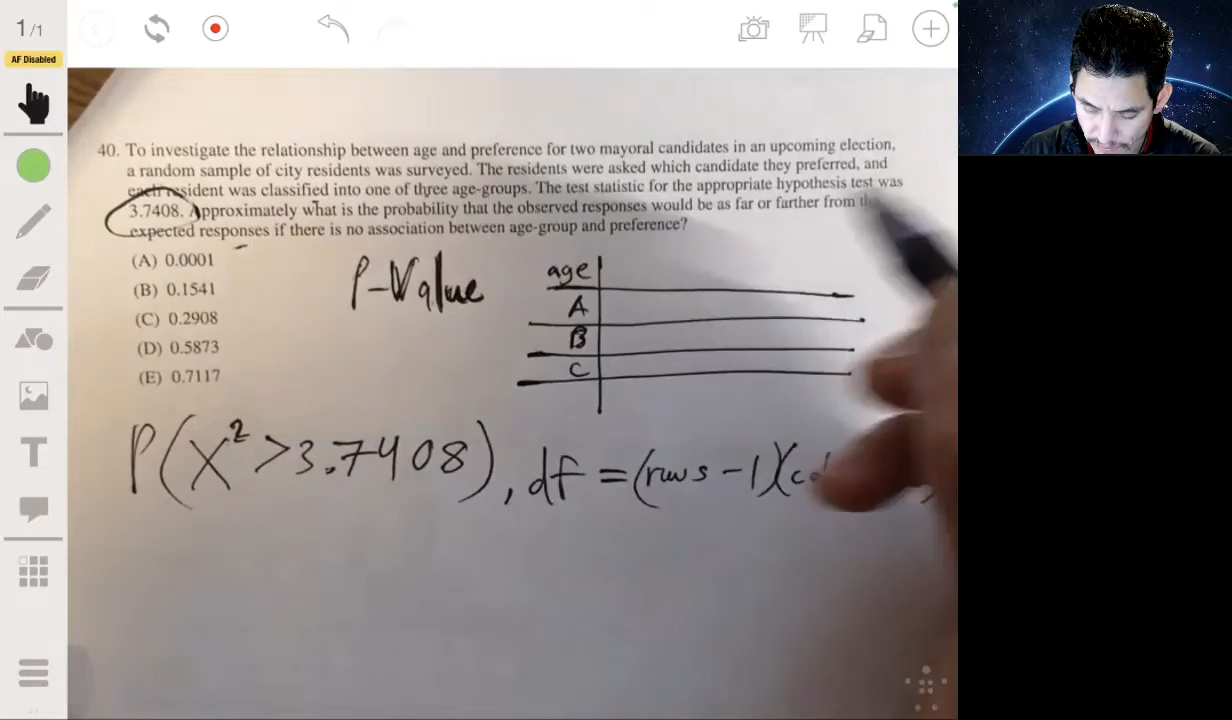 1/1
AF Disabled
40. To investigate the relationship between age and preference for two mayoral candidates in an upcoming election,
a random sample of city residents was surveyed. The residents were asked which candidate they preferred, and
each resident was classified into one of three age-groups. The test statistic for the appropriate hypothesis test was
3.7408. Approximately what is the probability that the observed responses would be as far or farther from
expected responses if there is no association between age-group and preference?
(A) 0.0001
(B) 0.1541
(C) 0.2908
(D) 0.5873
(E) 0.7117
P-Value
age
A
B
C
P(X² > 3.7408), df = (rws - 1)(
T